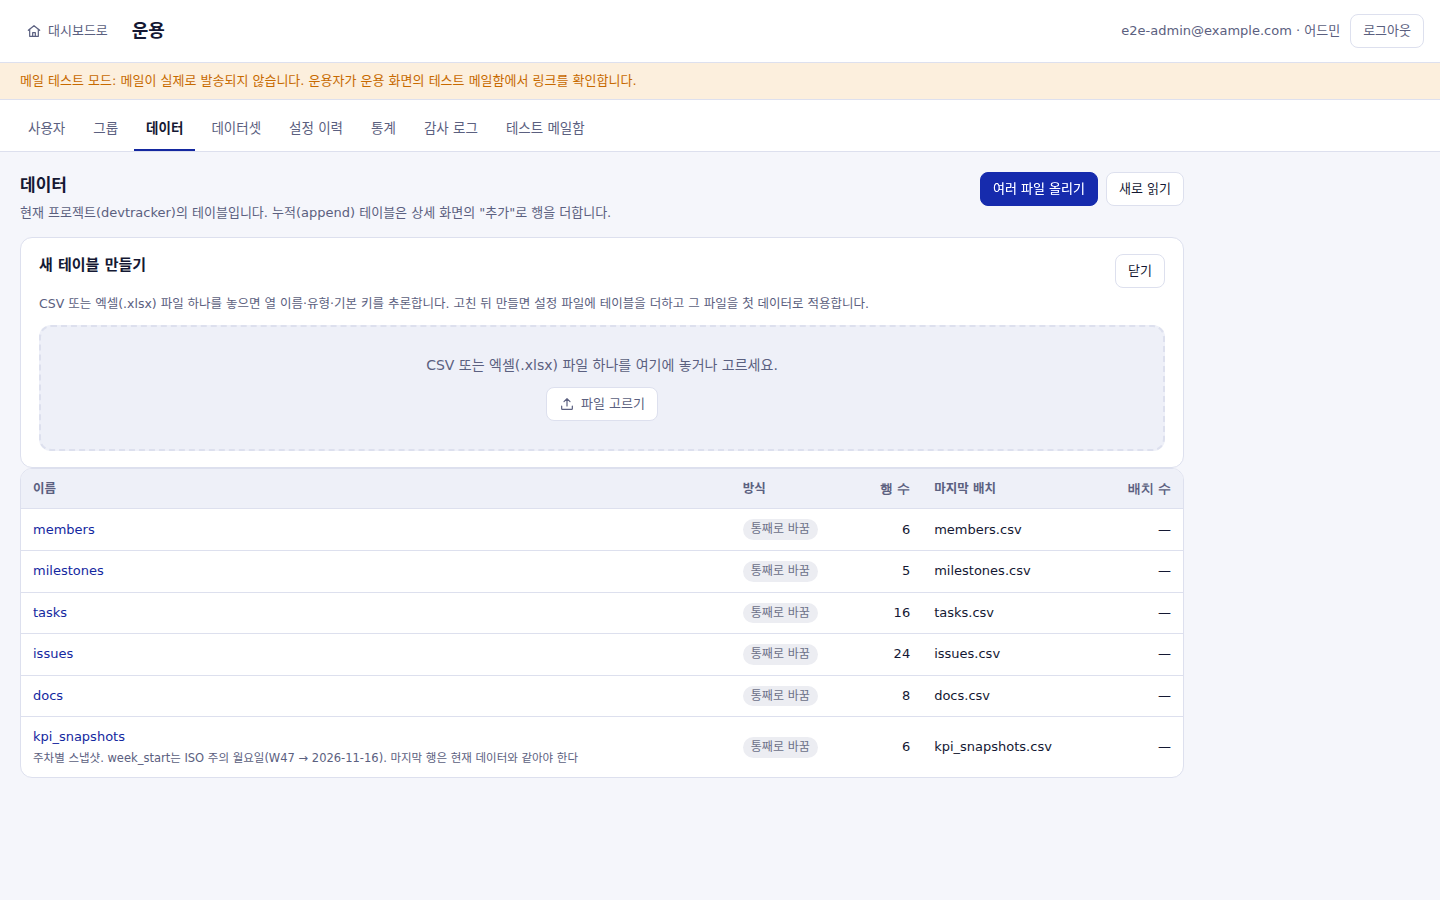 대시보드로
운용
e2e-admin@example.com · 어드민
로그아웃
메일 테스트 모드: 메일이 실제로 발송되지 않습니다. 운용자가 운용 화면의 테스트 메일함에서 링크를 확인합니다.
사용자 그룹 데이터 데이터셋 설정 이력 통계 감사 로그 테스트 메일함
데이터
현재 프로젝트(devtracker)의 테이블입니다. 누적(append) 테이블은 상세 화면의 "추가"로 행을 더합니다.
여러 파일 올리기
새로 읽기
새 테이블 만들기
닫기
CSV 또는 엑셀(.xlsx) 파일 하나를 놓으면 열 이름·유형·기본 키를 추론합니다. 고친 뒤 만들면 설정 파일에 테이블을 더하고 그 파일을 첫 데이터로 적용합니다.
CSV 또는 엑셀(.xlsx) 파일 하나를 여기에 놓거나 고르세요.
파일 고르기
이름 방식 행 수 마지막 배치 배치 수
members 통째로 바꿈 6 members.csv —
milestones 통째로 바꿈 5 milestones.csv —
tasks 통째로 바꿈 16 tasks.csv —
issues 통째로 바꿈 24 issues.csv —
docs 통째로 바꿈 8 docs.csv —
kpi_snapshots 통째로 바꿈 6 kpi_snapshots.csv —
주차별 스냅샷. week_start는 ISO 주의 월요일(W47 → 2026-11-16). 마지막 행은 현재 데이터와 같아야 한다